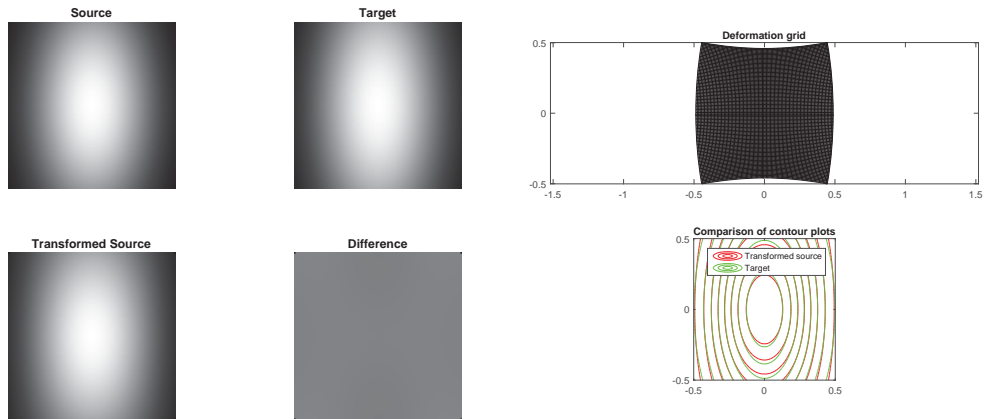 Source
Target
Deformation grid
0.5
0
-0.5
-1.5
-1
-0.5
0
0.5
1
1.5
Transformed Source
Difference
Comparison of contour plots
0.5
0
-0.5
Transformed source
Target
-0.5
0
0.5